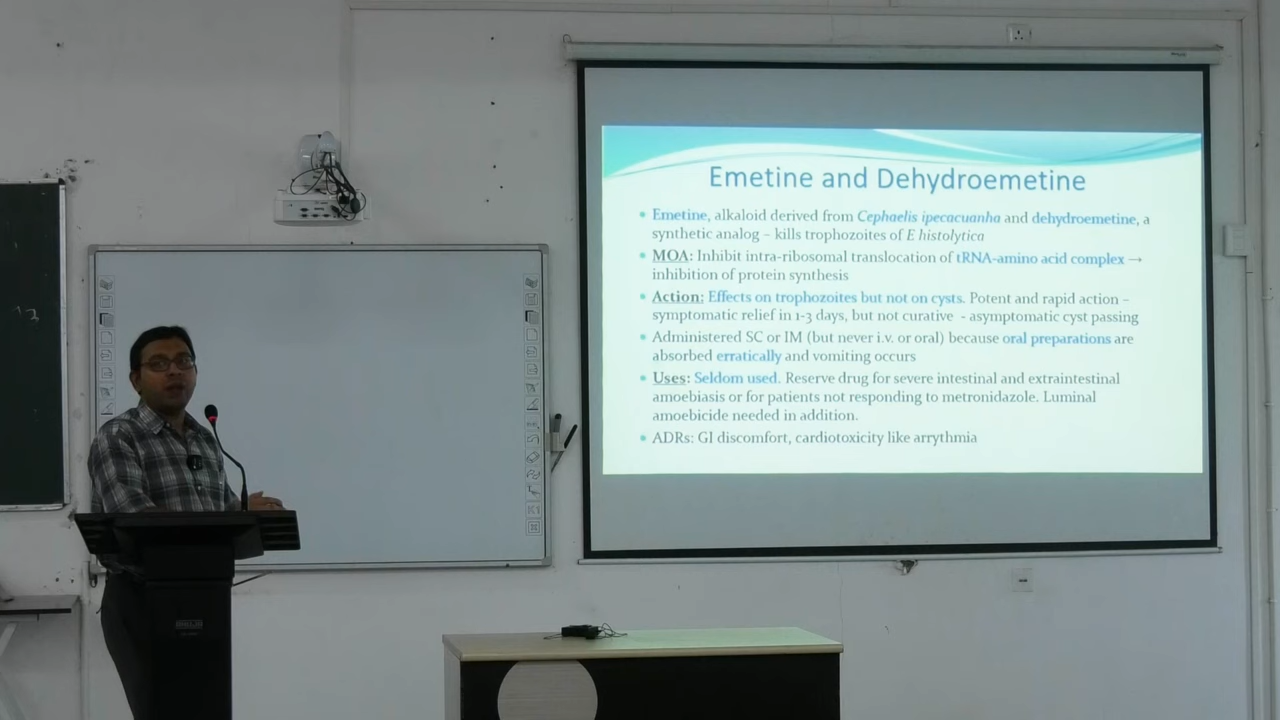 Emetine and Dehydroemetine
• Emetine, alkaloid derived from Cephaelis ipecacuanha and dehydroemetine, a
synthetic analog – kills trophozoites of E histolytica
• MOA: Inhibit intra-ribosomal translocation of tRNA-amino acid complex →
inhibition of protein synthesis
• Action: Effects on trophozoites but not on cysts. Potent and rapid action –
symptomatic relief in 1-3 days, but not curative - asymptomatic cyst passing
• Administered SC or IM (but never i.v. or oral) because oral preparations are
absorbed erratically and vomiting occurs
• Uses: Seldom used. Reserve drug for severe intestinal and extraintestinal
amoebiasis or for patients not responding to metronidazole. Luminal
amoebicide needed in addition.
• ADRs: GI discomfort, cardiotoxicity like arrythmia